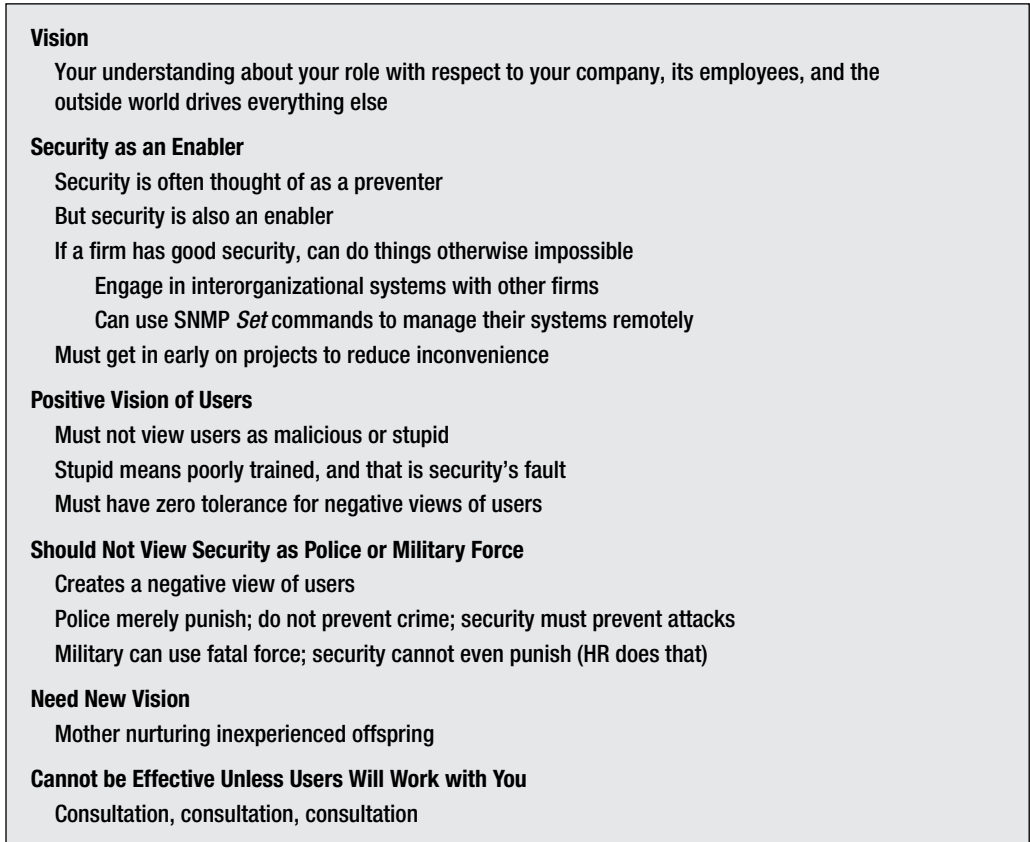 Vision
Your understanding about your role with respect to your company, its employees, and the
outside world drives everything else
Security as an Enabler
Security is often thought of as a preventer
But security is also an enabler
If a firm has good security, can do things otherwise impossible
Engage in interorganizational systems with other firms
Can use SNMP Set commands to manage their systems remotely
Must get in early on projects to reduce inconvenience
Positive Vision of Users
Must not view users as malicious or stupid
Stupid means poorly trained, and that is security’s fault
Must have zero tolerance for negative views of users
Should Not View Security as Police or Military Force
Creates a negative view of users
Police merely punish; do not prevent crime; security must prevent attacks
Military can use fatal force; security cannot even punish (HR does that)
Need New Vision
Mother nurturing inexperienced offspring
Cannot be Effective Unless Users Will Work with You
Consultation, consultation, consultation